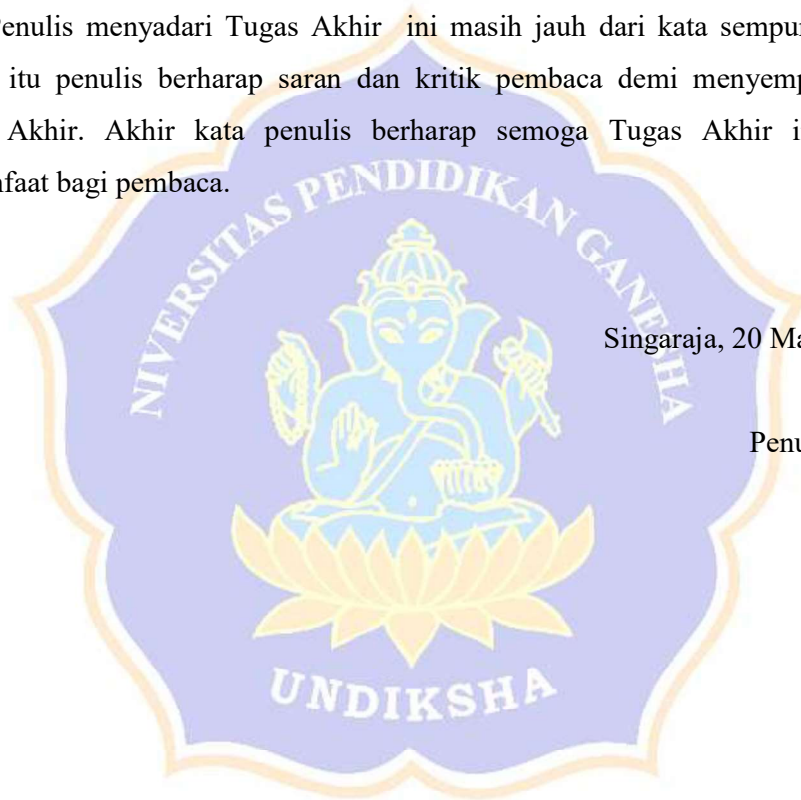 Penulis menyadari Tugas Akhir ini masih jauh dari kata sempur
itu penulis berharap saran dan kritik pembaca demi menyemp
Akhir. Akhir kata penulis berharap semoga Tugas Akhir i
nfaat bagi pembaca.
NIVERSITAS PENDIDIKAN GANESHA
Singaraja, 20 Ma
Penu
UNDIKSHA